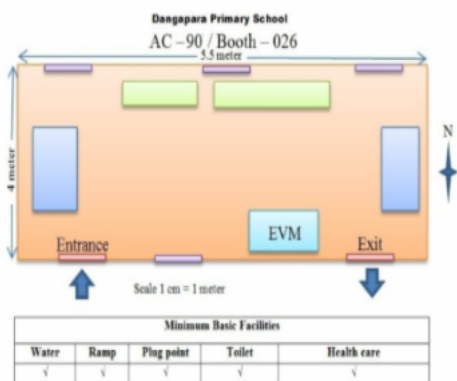 Dangapara Primary School
AC – 90 / Booth – 026
5.5 meter
4 meter
N
EVM
Entrance
Exit
Scale 1 cm = 1 meter
Minimum Basic Facilities
Water Ramp Plug point Toilet Health care
√ √ √ √ √